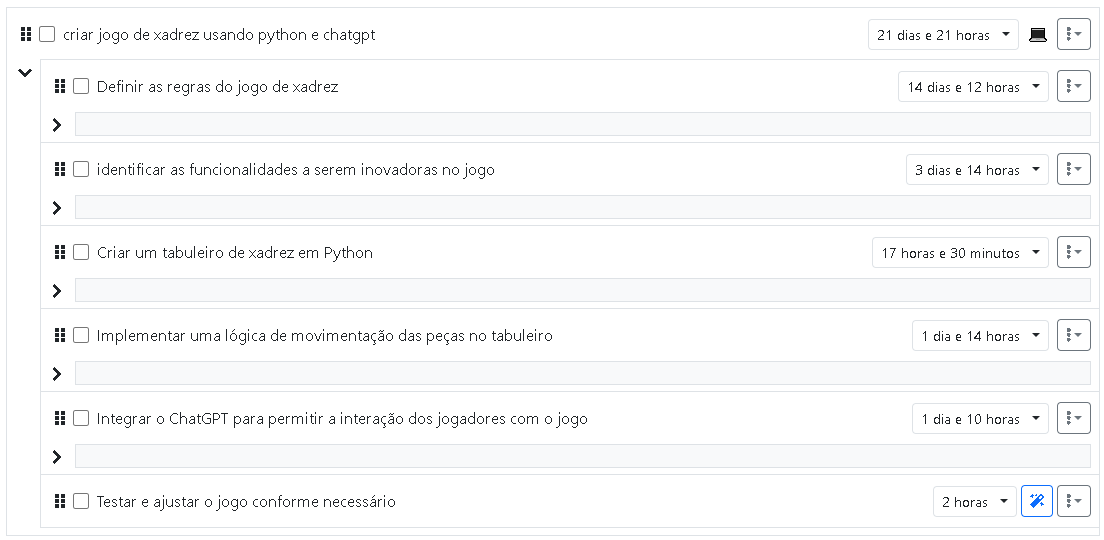 criar jogo de xadrez usando python e chatgpt 21 dias e 21 horas
Definir as regras do jogo de xadrez 14 dias e 12 horas
identificar as funcionalidades a serem inovadoras no jogo 3 dias e 14 horas
Criar um tabuleiro de xadrez em Python 17 horas e 30 minutos
Implementar uma lógica de movimentação das peças no tabuleiro 1 dia e 14 horas
Integrar o ChatGPT para permitir a interação dos jogadores com o jogo 1 dia e 10 horas
Testar e ajustar o jogo conforme necessário 2 horas